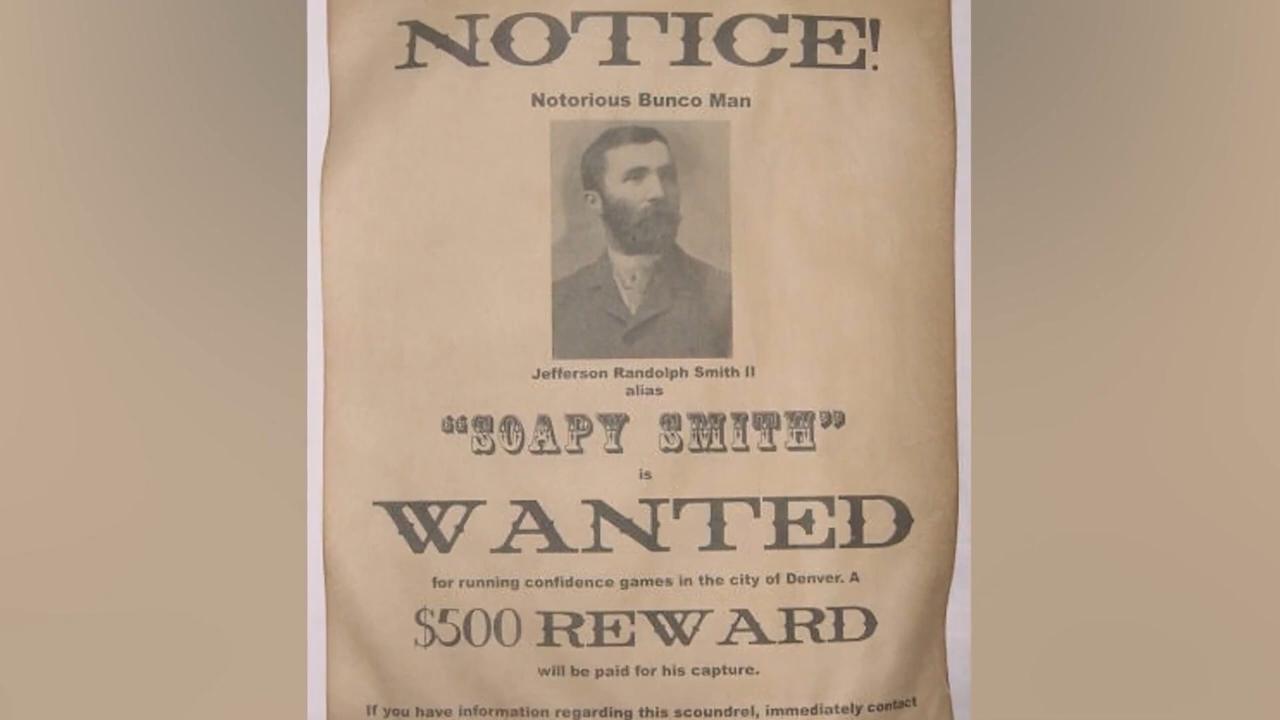 NOTICE!
Notorious Bunco Man
Jefferson Randolph Smith II
alias
“SOAPY SMITH”
is
WANTED
for running confidence games in the city of Denver. A
$500 REWARD
will be paid for his capture.
If you have information regarding this scoundrel, immediately contact